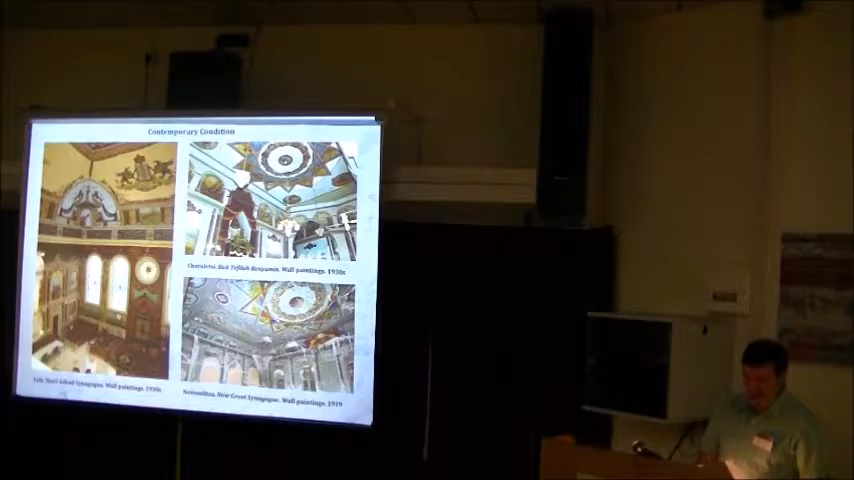 Contemporary Condition
Chernivtsi, Beit Tefilah Benyamin. Wall paintings, 1930s
Gilead Synagogue. Wall paintings, 1930s
New Great Synagogue. Wall paintings, 1919